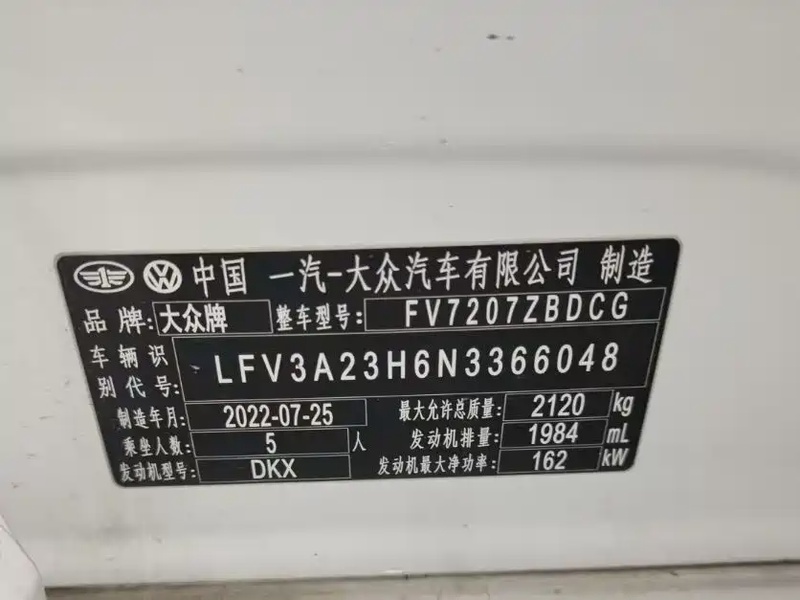 中国 一汽-大众汽车有限公司 制造
品牌: 大众牌 整车型号: FV7207ZBDCG
车辆识别代号: LFV3A23H6N3366048
制造年月: 2022-07-25 最大允许总质量: 2120 kg
乘坐人数: 5 人 发动机排量: 1984 mL
发动机型号: DKX 发动机最大净功率: 162 kW